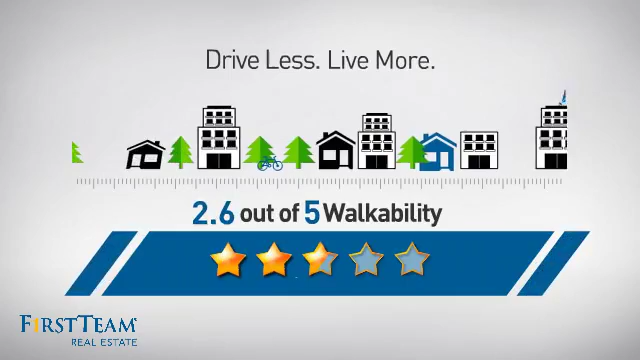 Drive Less. Live More.
2.6 out of 5 Walkability
FIRSTTEAM®
REAL ESTATE